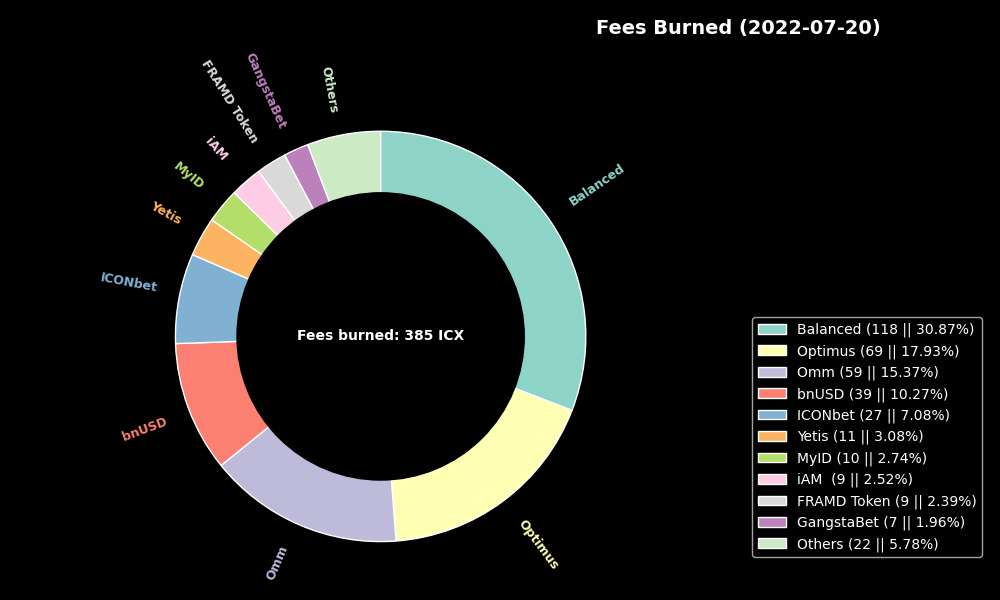 Fees Burned (2022-07-20)
Others
GangstaBet
FRAMD Token
iAM
MyID
Yetis
ICONbet
bnUSD
Omm
Optimus
Balanced
Fees burned: 385 ICX
Balanced (118 || 30.87%)
Optimus (69 || 17.93%)
Omm (59 || 15.37%)
bnUSD (39 || 10.27%)
ICONbet (27 || 7.08%)
Yetis (11 || 3.08%)
MyID (10 || 2.74%)
iAM  (9 || 2.52%)
FRAMD Token (9 || 2.39%)
GangstaBet (7 || 1.96%)
Others (22 || 5.78%)